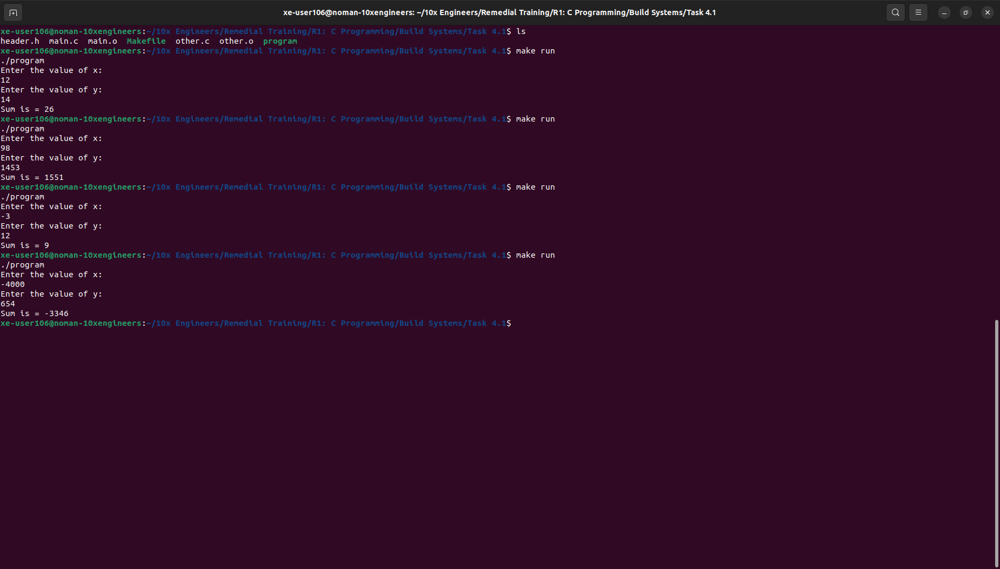 xe-user106@noman-10xengineers: ~/10x Engineers/Remedial Training/R1: C Programming/Build Systems/Task 4.1
xe-user106@noman-10xengineers:~/10x Engineers/Remedial Training/R1: C Programming/Build Systems/Task 4.1$ ls
header.h  main.c  main.o  Makefile  other.c  other.o  program
xe-user106@noman-10xengineers:~/10x Engineers/Remedial Training/R1: C Programming/Build Systems/Task 4.1$ make run
./program
Enter the value of x:
12
Enter the value of y:
14
Sum is = 26
xe-user106@noman-10xengineers:~/10x Engineers/Remedial Training/R1: C Programming/Build Systems/Task 4.1$ make run
./program
Enter the value of x:
98
Enter the value of y:
1453
Sum is = 1551
xe-user106@noman-10xengineers:~/10x Engineers/Remedial Training/R1: C Programming/Build Systems/Task 4.1$ make run
./program
Enter the value of x:
-3
Enter the value of y:
12
Sum is = 9
xe-user106@noman-10xengineers:~/10x Engineers/Remedial Training/R1: C Programming/Build Systems/Task 4.1$ make run
./program
Enter the value of x:
-4000
Enter the value of y:
654
Sum is = -3346
xe-user106@noman-10xengineers:~/10x Engineers/Remedial Training/R1: C Programming/Build Systems/Task 4.1$